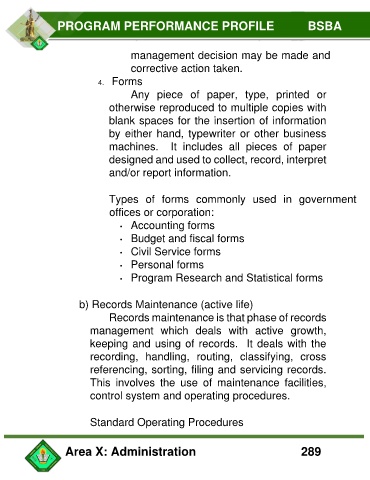 PROGRAM PERFORMANCE PROFILE BSBA
management decision may be made and
corrective action taken.
4. Forms
Any piece of paper, type, printed or
otherwise reproduced to multiple copies with
blank spaces for the insertion of information
by either hand, typewriter or other business
machines. It includes all pieces of paper
designed and used to collect, record, interpret
and/or report information.
Types of forms commonly used in government
offices or corporation:
• Accounting forms
• Budget and fiscal forms
• Civil Service forms
• Personal forms
• Program Research and Statistical forms
b) Records Maintenance (active life)
Records maintenance is that phase of records
management which deals with active growth,
keeping and using of records. It deals with the
recording, handling, routing, classifying, cross
referencing, sorting, filing and servicing records.
This involves the use of maintenance facilities,
control system and operating procedures.
Standard Operating Procedures
Area X: Administration 289